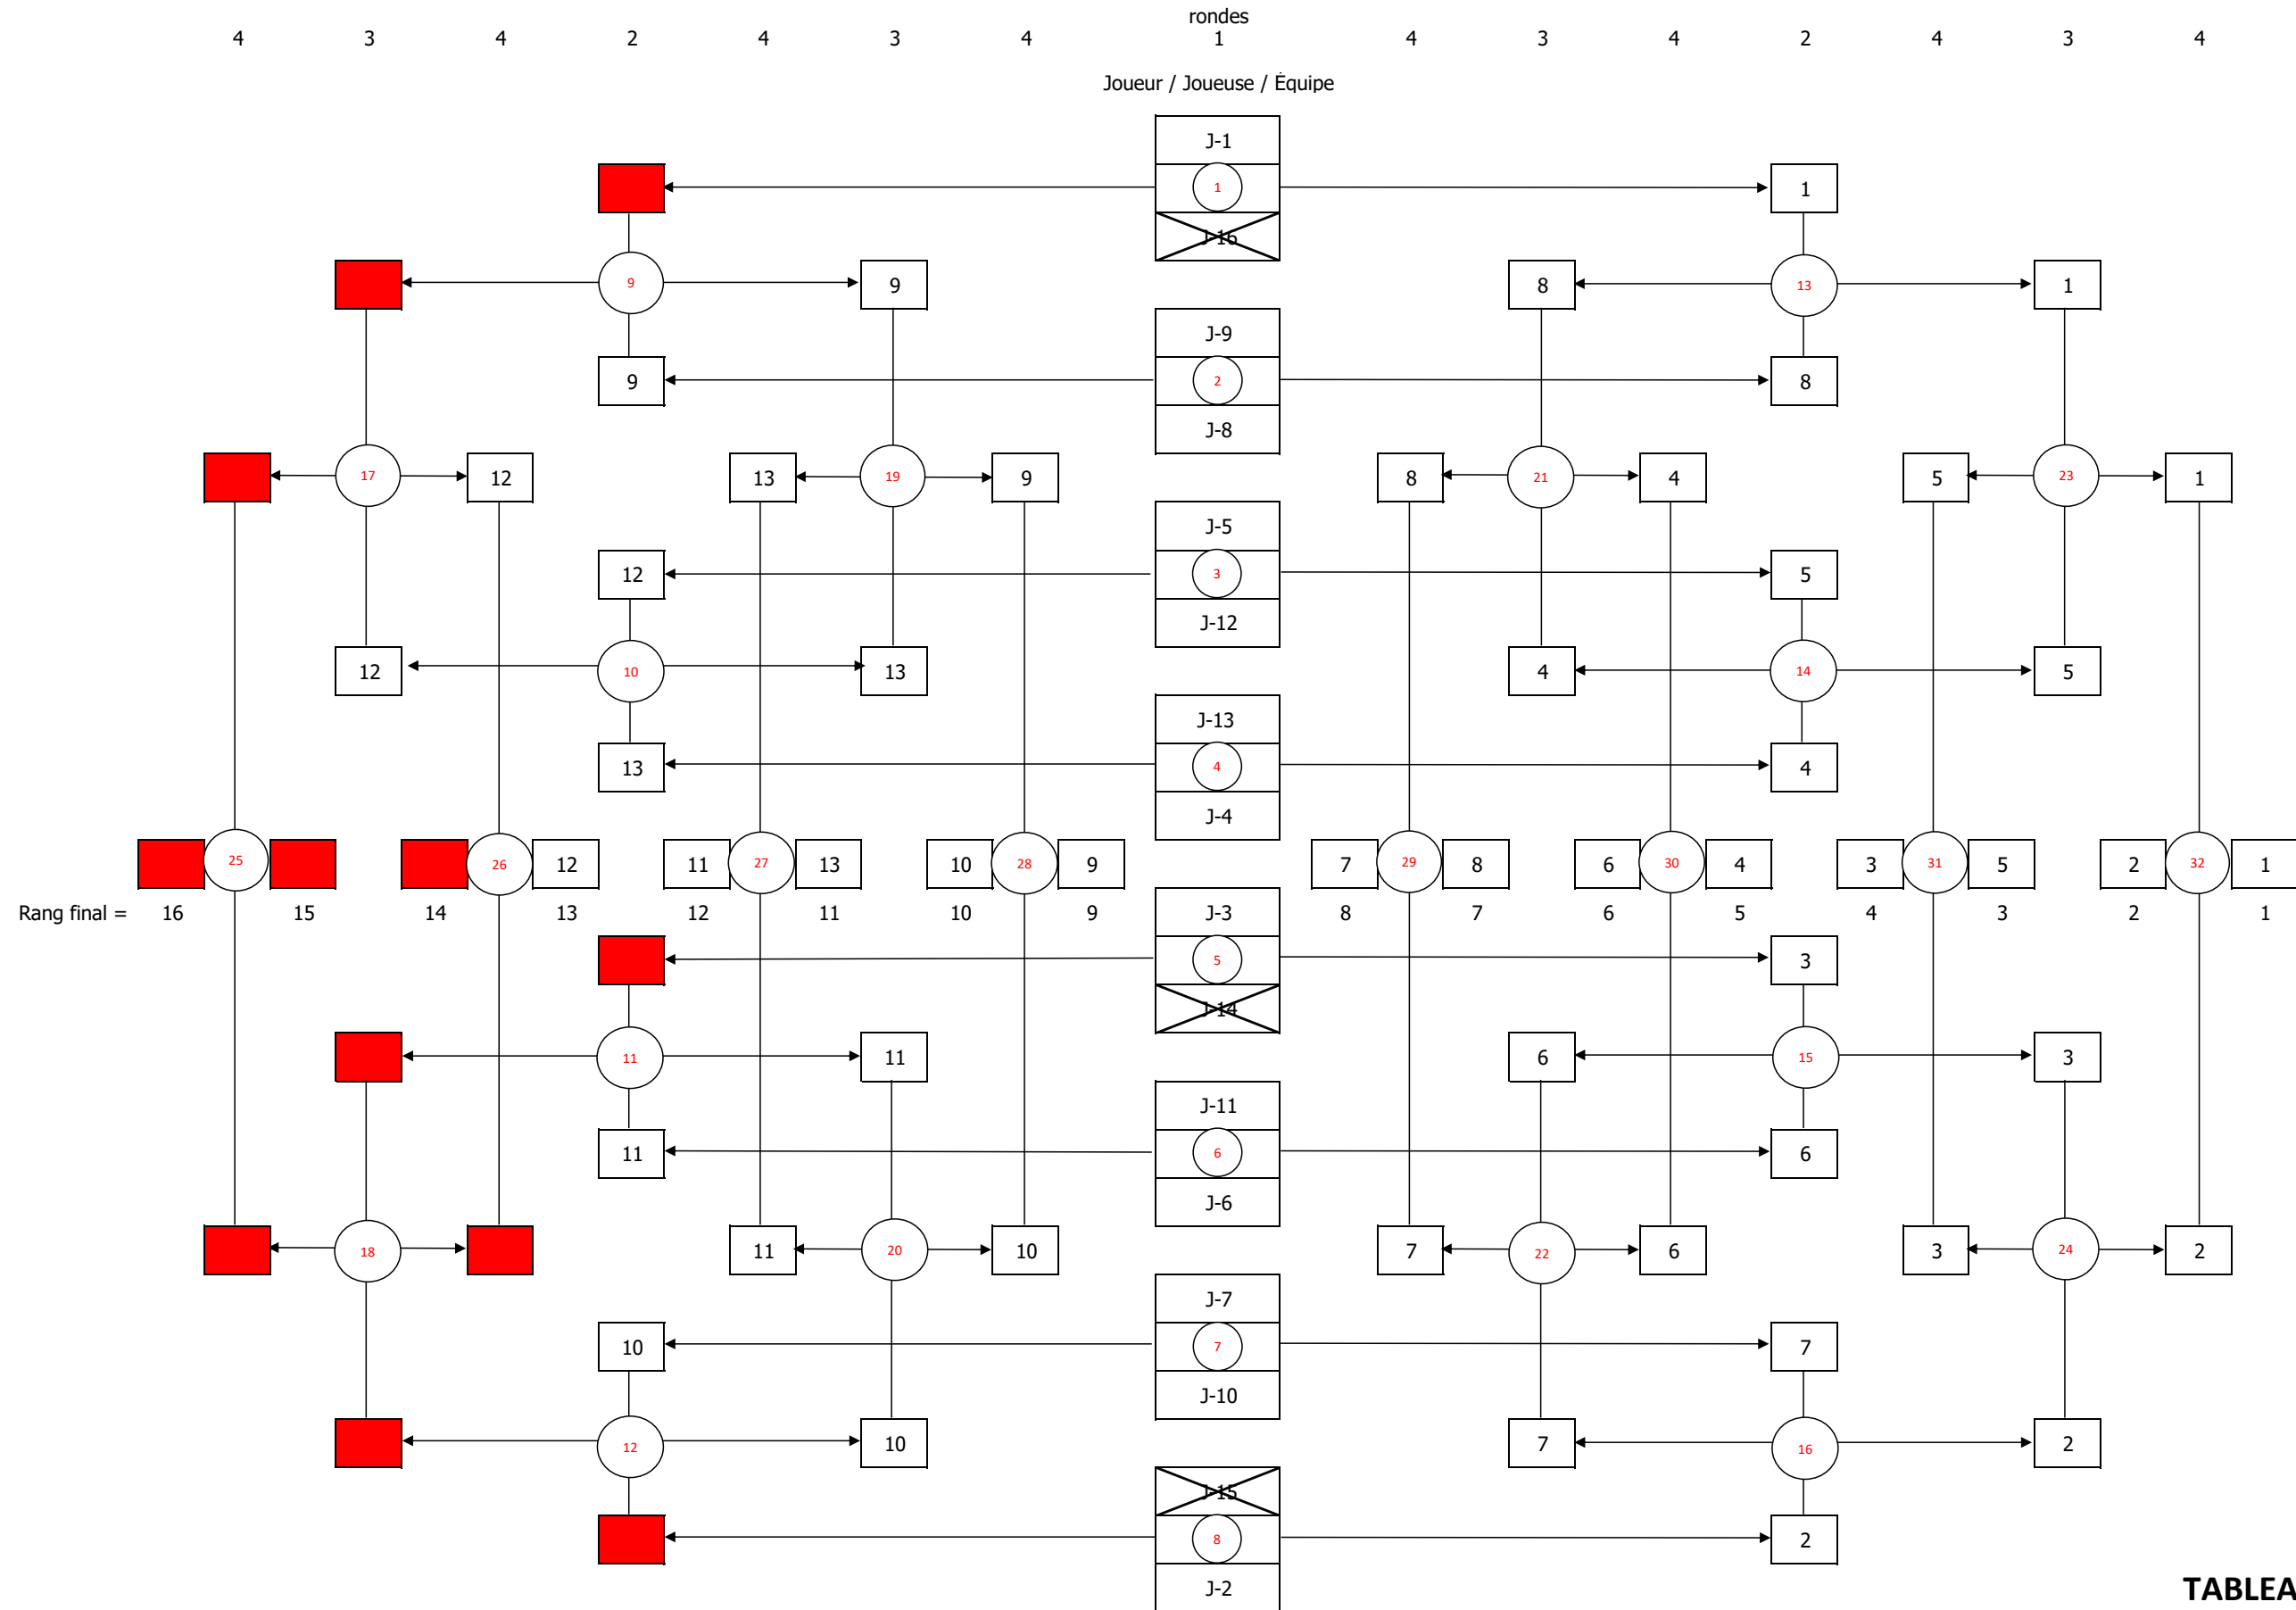 rondes
4 3 4 2 4 3 4 1 4 3 4 2 4 3 4
Joueur / Joueuse / Équipe
J-1
1 1
J-16
9 9 8 13 1
J-9
9 2 8
J-8
17 12 13 19 9 8 21 4 5 23 1
J-5
12 3 5
J-12
12 10 13 4 14 5
J-13
13 4 4
J-4
25 26 12 11 27 13 10 28 9 7 29 8 6 30 4 3 31 5 2 32 1
Rang final = 16 15 14 13 12 11 10 9 J-3 8 7 6 5 4 3 2 1
5 3
J-14
11 11 6 15 3
J-11
11 6 6
J-6
18 11 20 10 7 22 6 3 24 2
J-7
10 7 7
J-10
12 10 7 16 2
J-15
8 2
J-2
TABLEA